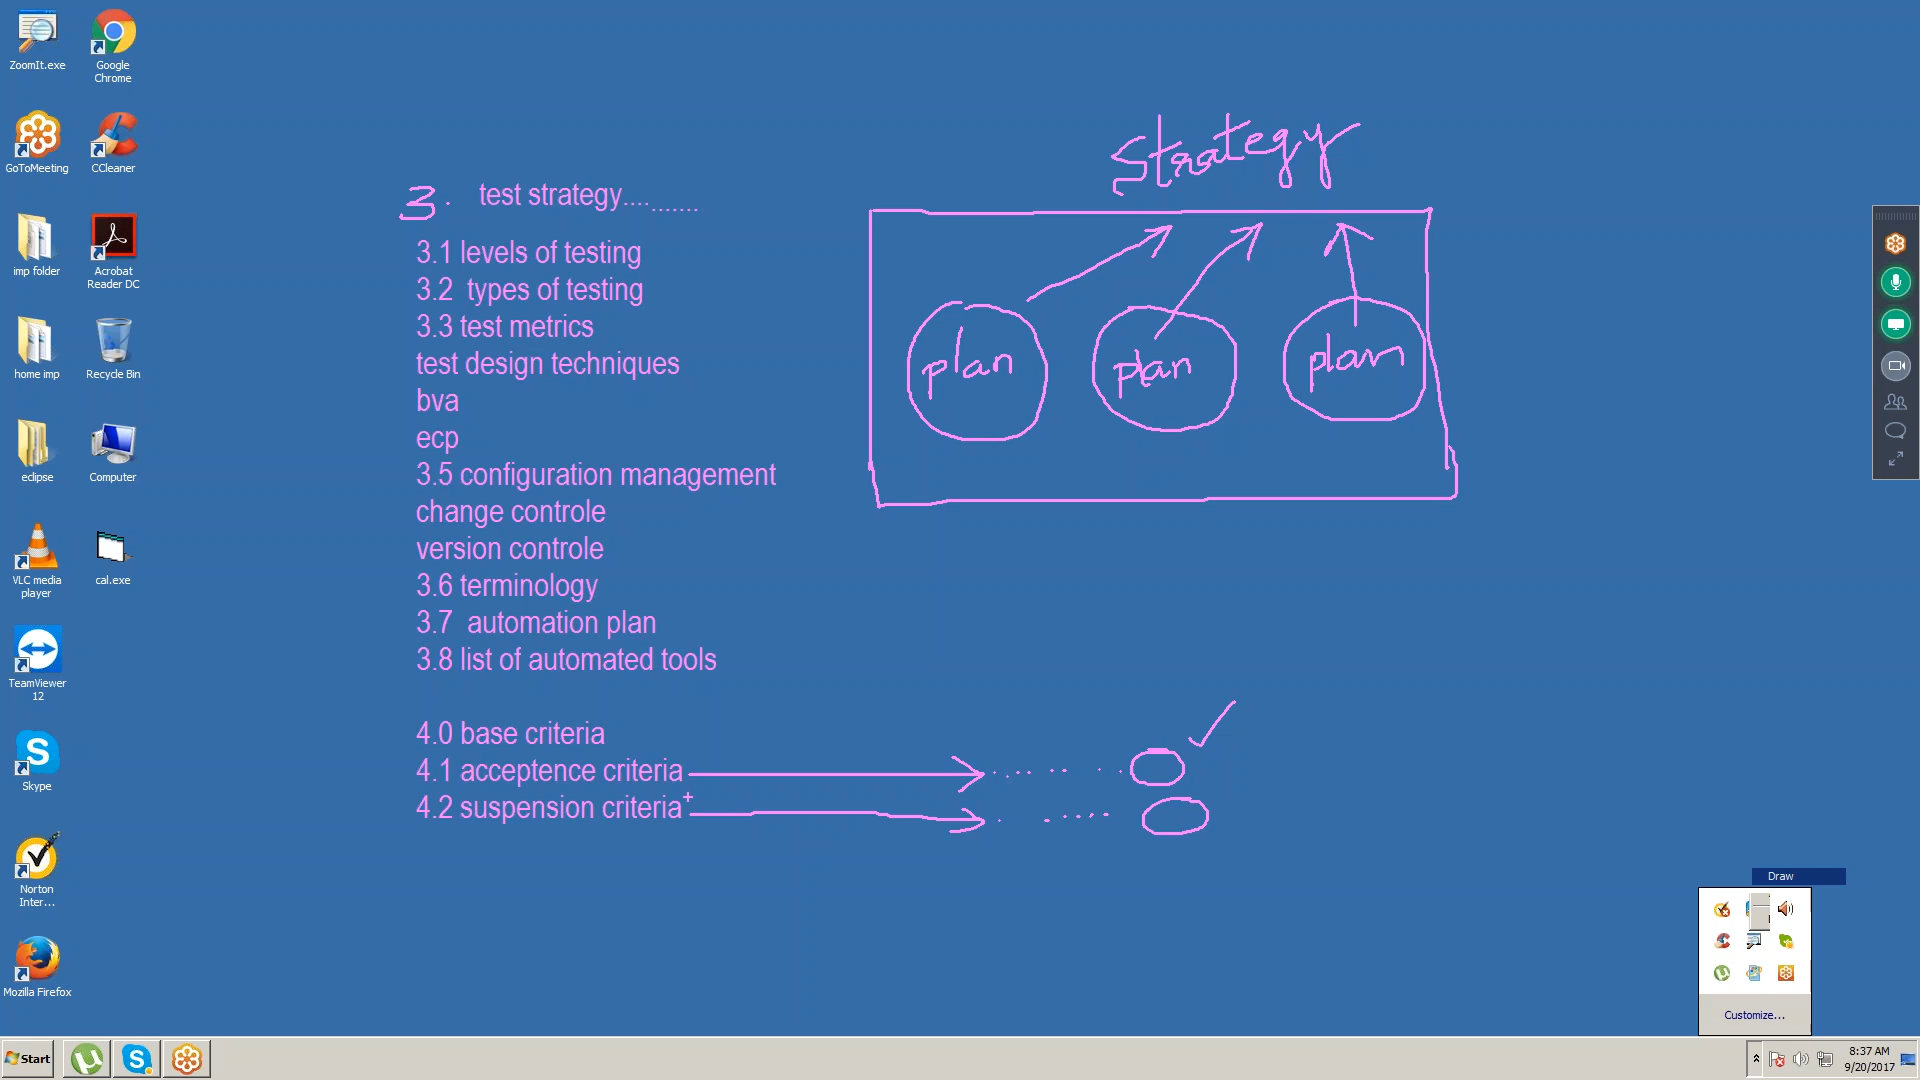 ZoomIt.exe
Google
Chrome
GoToMeeting
CCleaner
imp folder
Acrobat
Reader DC
home imp
Recycle Bin
eclipse
Computer
VLC media
player
cal.exe
TeamViewer
12
Skype
Norton
Inter...
Mozilla Firefox
3. test strategy...........
3.1 levels of testing
3.2 types of testing
3.3 test metrics
test design techniques
bva
ecp
3.5 configuration management
change controle
version controle
3.6 terminology
3.7 automation plan
3.8 list of automated tools
4.0 base criteria
4.1 acceptence criteria
4.2 suspension criteria
Strategy
plan
plan
plan
Draw
Customize...
Start
8:37 AM
9/20/2017